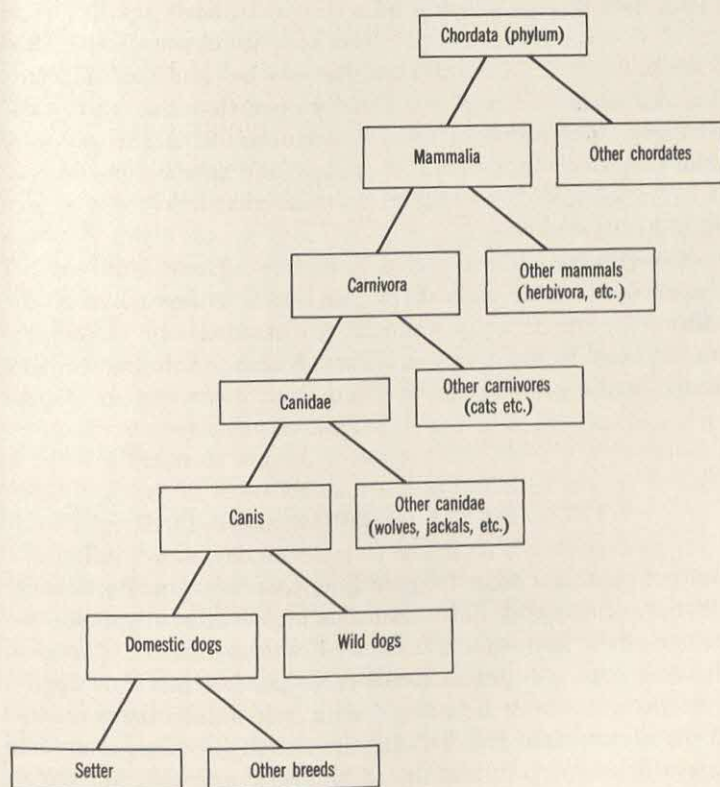 Chordata (phylum)
Mammalia
Other chordates
Carnivora
Other mammals
(herbivora, etc.)
Canidae
Other carnivores
(cats etc.)
Canis
Other canidae
(wolves, jackals, etc.)
Domestic dogs
Wild dogs
Setter
Other breeds